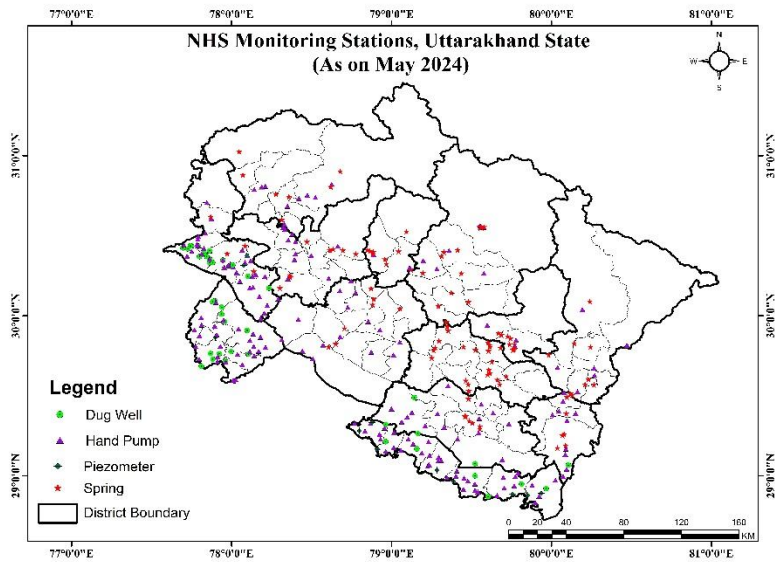 77°0'0"E 78°0'0"E 79°0'0"E 80°0'0"E 81°0'0"E
NHS Monitoring Stations, Uttarakhand State
(As on May 2024)
N
W E
S
31°0'0"N 31°0'0"N
30°0'0"N 30°0'0"N
29°0'0"N 29°0'0"N
Legend
Dug Well
Hand Pump
Piezometer
Spring
District Boundary
0 20 40 80 120 160
KM
77°0'0"E 78°0'0"E 79°0'0"E 80°0'0"E 81°0'0"E